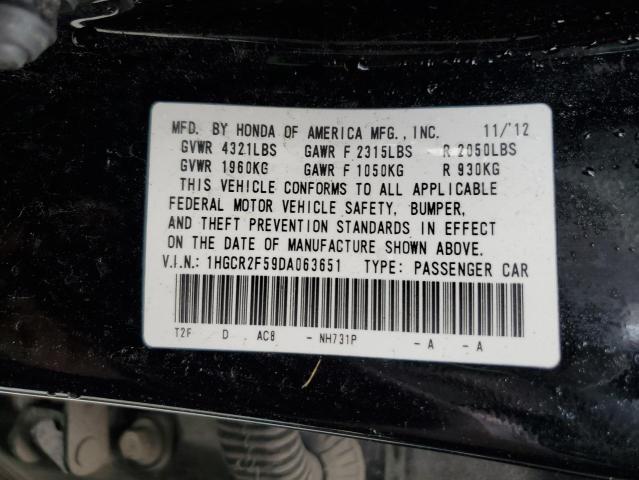 MFD. BY HONDA OF AMERICA MFG., INC. 11/'12
GVWR 4321LBS GAWR F 2315LBS R 2050LBS
GVWR 1960KG GAWR F 1050KG R 930KG
THIS VEHICLE CONFORMS TO ALL APPLICABLE
FEDERAL MOTOR VEHICLE SAFETY, BUMPER,
AND THEFT PREVENTION STANDARDS IN EFFECT
ON THE DATE OF MANUFACTURE SHOWN ABOVE.
V.I.N.: 1HGCR2F59DA063651 TYPE: PASSENGER CAR
T2F D AC8 - NH731P - A - A